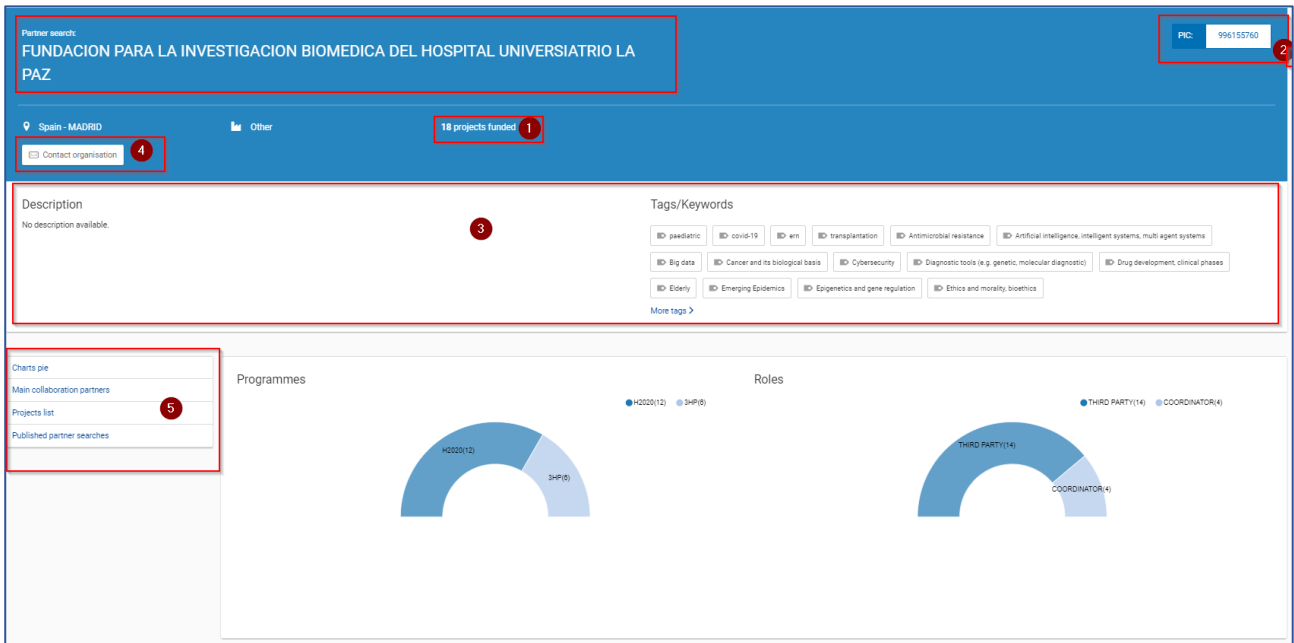 Partner search:
FUNDACION PARA LA INVESTIGACION BIOMEDICA DEL HOSPITAL UNIVERSIATRIO LA
PAZ
PIC: 996155760
2
Spain - MADRID
Other
18 projects funded
1
Contact organisation
4
Description
No description available.
3
Tags/Keywords
paediatric
covid-19
ern
transplantation
Antimicrobial resistance
Artificial intelligence, intelligent systems, multi agent systems
Big data
Cancer and its biological basis
Cybersecurity
Diagnostic tools (e.g. genetic, molecular diagnostic)
Drug development, clinical phases
Elderly
Emerging Epidemics
Epigenetics and gene regulation
Ethics and morality, bioethics
More tags >
Charts pie
Main collaboration partners
Projects list
Published partner searches
5
Programmes
H2020(12) 3HP(6)
H2020(12)
3HP(6)
Roles
THIRD PARTY(14) COORDINATOR(4)
THIRD PARTY(14)
COORDINATOR(4)